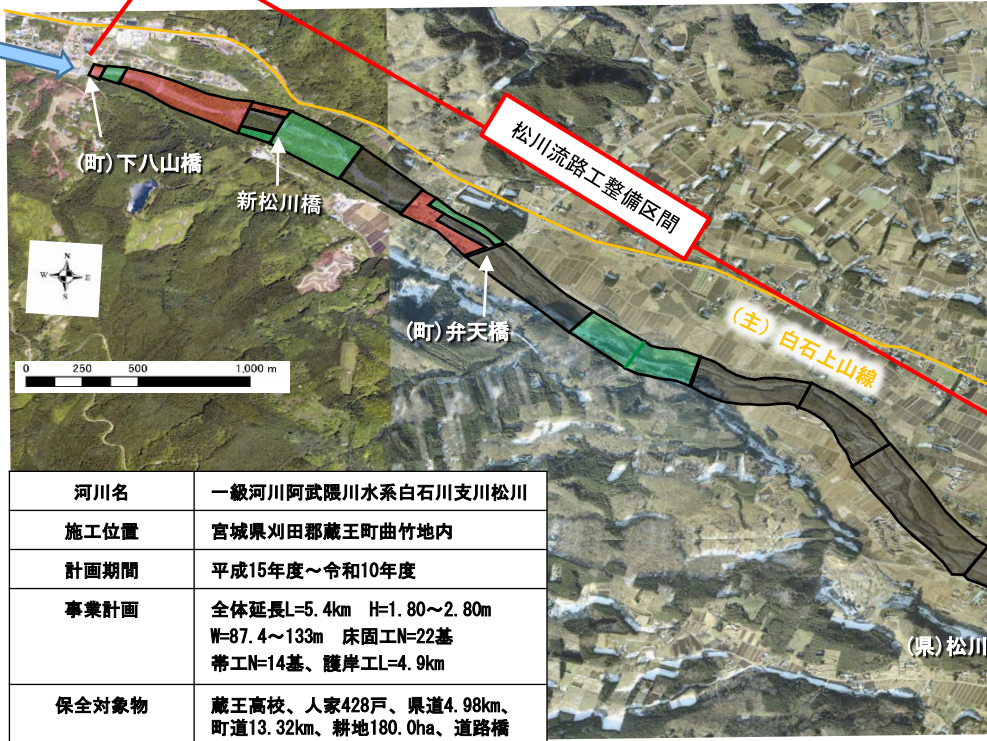 (町)下八山橋
新松川橋
松川流路工整備区間
N
W E
S
(町)弁天橋
(主)白石上山線
0 250 500 1,000 m
河川名 一級河川阿武隈川水系白石川支川松川
施工位置 宮城県刈田郡蔵王町曲竹地内
計画期間 平成15年度～令和10年度
事業計画 全体延長L=5.4km H=1.80～2.80m
W=87.4～133m 床固工N=22基
帯工N=14基、護岸工L=4.9km
(県)松川
保全対象物 蔵王高校、人家428戸、県道4.98km、
町道13.32km、耕地180.0ha、道路橋